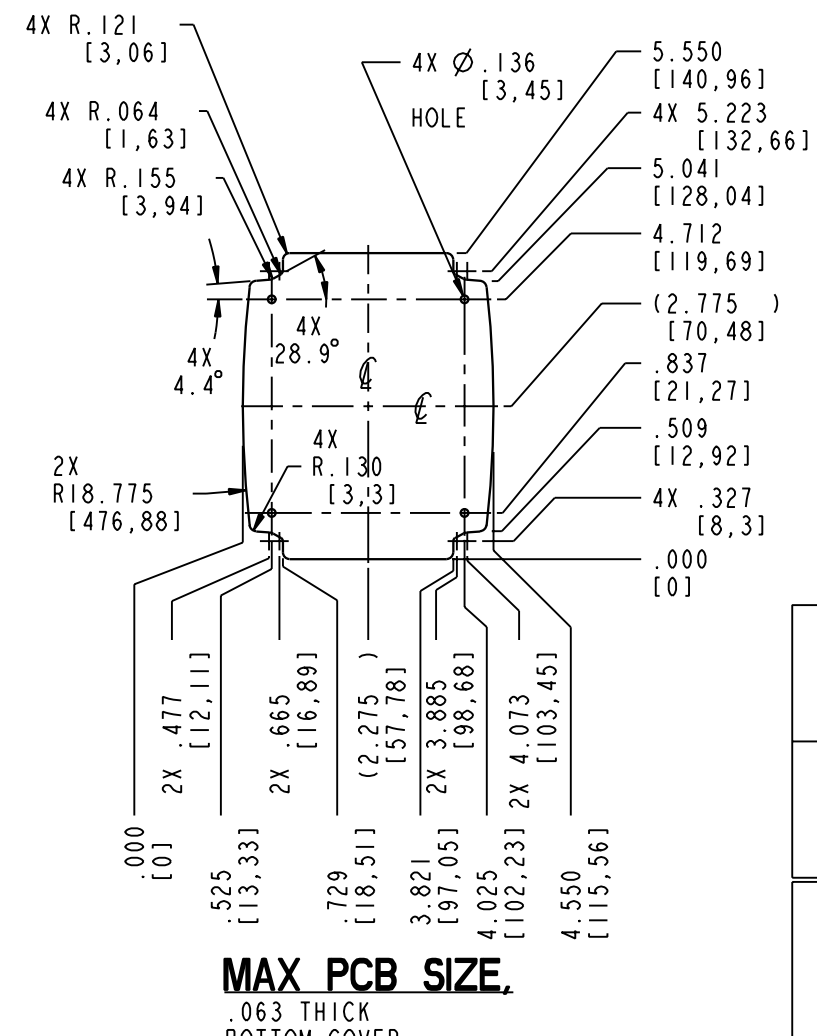 4X R.121
[3,06]
4X R.064
[1,63]
4X R.155
[3,94]
4X Ø .136
[3,45]
HOLE
5.550
[140,96]
4X 5.223
[132,66]
5.041
[128,04]
4.712
[119,69]
(2.775 )
[70,48]
.837
[21,27]
.509
[12,92]
4X .327
[8,3]
.000
[0]
4X
28.9°
4X
4.4°
℄
℄
4X
R.130
[3,3]
2X
R18.775
[476,88]
2X .477
[12,11]
2X .665
[16,89]
(2.275 )
[57,78]
2X 3.885
[98,68]
2X 4.073
[103,45]
.000
[0]
.525
[13,33]
.729
[18,51]
3.821
[97,05]
4.025
[102,23]
4.550
[115,56]
MAX PCB SIZE,
.063 THICK
BOTTOM COVER